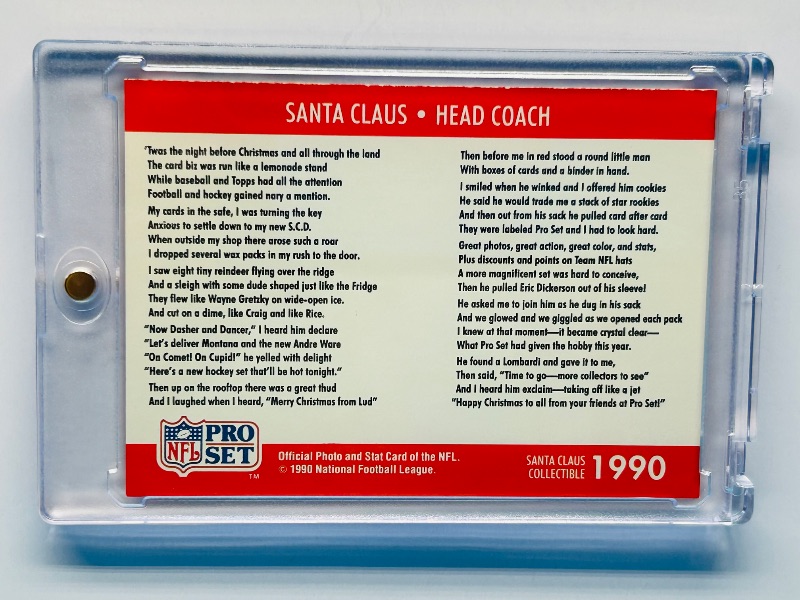 SANTA CLAUS • HEAD COACH
'Twas the night before Christmas and all through the land
The card biz was run like a lemonade stand
While baseball and Topps had all the attention
Football and hockey gained nary a mention.
My cards in the safe, I was turning the key
Anxious to settle down to my new S.C.D.
When outside my shop there arose such a roar
I dropped several wax packs in my rush to the door.
I saw eight tiny reindeer flying over the ridge
And a sleigh with some dude shaped just like the Fridge
They flew like Wayne Gretzky on wide-open ice.
And cut on a dime, like Craig and like Rice.
"Now Dasher and Dancer," I heard him declare
"Let's deliver Montana and the new Andre Ware
"On Comet! On Cupid!" he yelled with delight
"Here's a new hockey set that'll be hot tonight."
Then up on the rooftop there was a great thud
And I laughed when I heard, "Merry Christmas from Lud"
Then before me in red stood a round little man
With boxes of cards and a binder in hand.
I smiled when he winked and I offered him cookies
He said he would trade me a stack of star rookies
And then out from his sack he pulled card after card
They were labeled Pro Set and I had to look hard.
Great photos, great action, great color, and stats,
Plus discounts and points on Team NFL hats
A more magnificent set was hard to conceive,
Then he pulled Eric Dickerson out of his sleeve!
He asked me to join him as he dug in his sack
And we glowed and we giggled as we opened each pack
I knew at that moment—it became crystal clear—
What Pro Set had given the hobby this year.
He found a Lombardi and gave it to me,
Then said, "Time to go—more collectors to see"
And I heard him exclaim—taking off like a jet
"Happy Christmas to all from your friends at Pro Set!"
NFL PRO SET TM
Official Photo and Stat Card of the NFL.
© 1990 National Football League.
SANTA CLAUS
COLLECTIBLE 1990